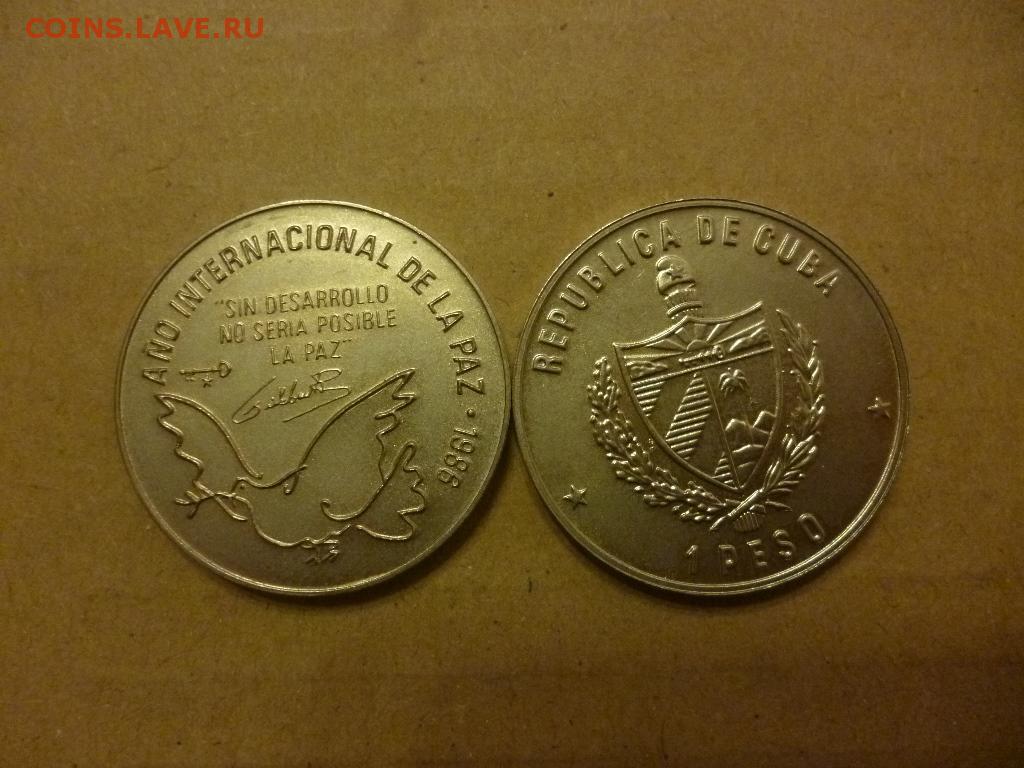 COINS.LAVE.RU
AÑO INTERNACIONAL DE LA PAZ · 1986
"SIN DESARROLLO
NO SERIA POSIBLE
LA PAZ"
REPUBLICA DE CUBA
1 PESO